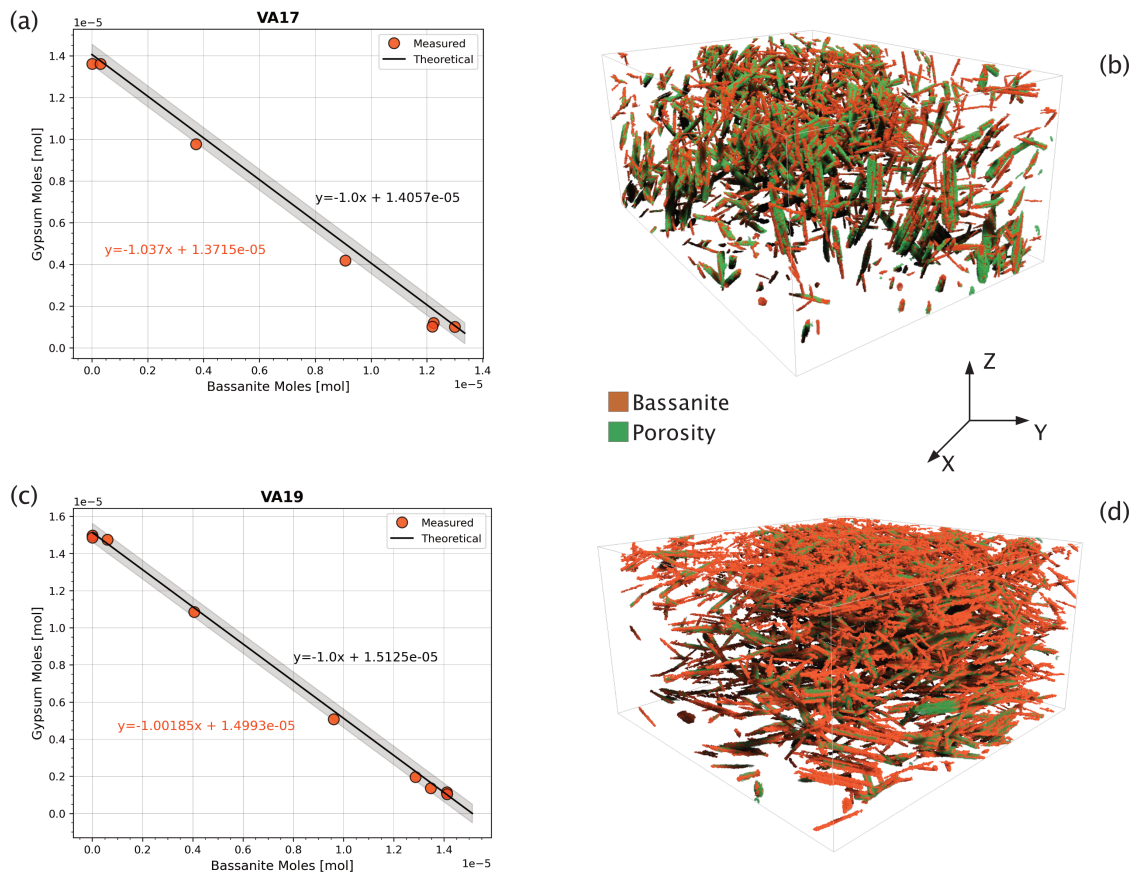 (a)
VA17
1e−5
Measured
Theoretical
1.4
1.2
1.0
0.8
0.6
0.4
0.2
0.0
Gypsum Moles [mol]
y=-1.0x + 1.4057e-05
y=-1.037x + 1.3715e-05
0.0 0.2 0.4 0.6 0.8 1.0 1.2 1.4
Bassanite Moles [mol]
1e−5
(b)
Bassanite
Porosity
Z
Y
X
(c)
VA19
1e−5
Measured
Theoretical
1.6
1.4
1.2
1.0
0.8
0.6
0.4
0.2
0.0
Gypsum Moles [mol]
y=-1.0x + 1.5125e-05
y=-1.00185x + 1.4993e-05
0.0 0.2 0.4 0.6 0.8 1.0 1.2 1.4
Bassanite Moles [mol]
1e−5
(d)